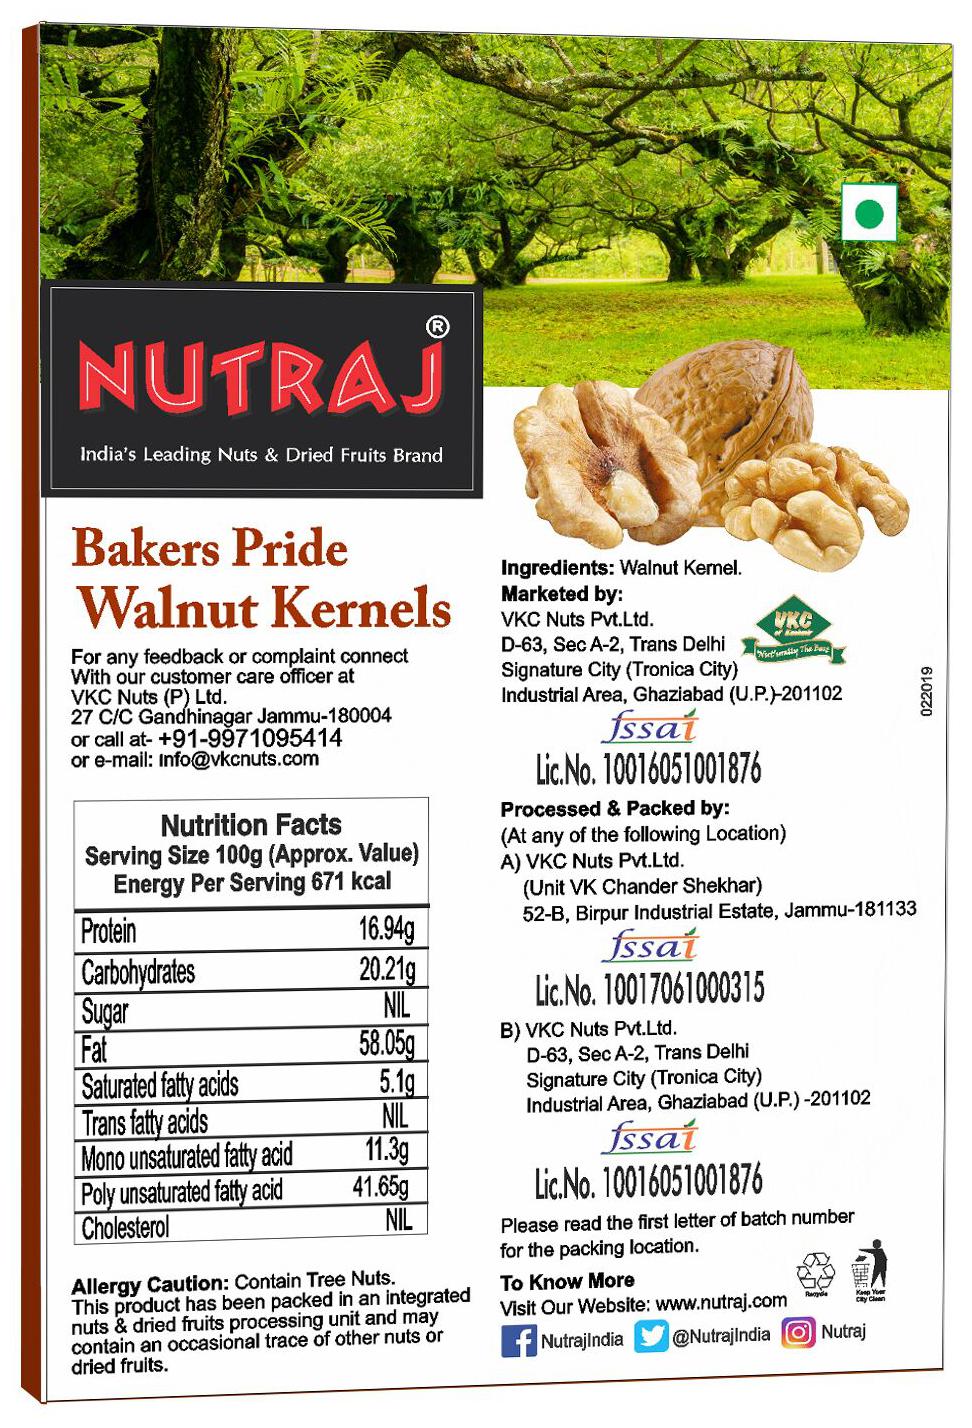 NUTRAJ®
India's Leading Nuts & Dried Fruits Brand
Bakers Pride
Walnut Kernels
For any feedback or complaint connect
With our customer care officer at
VKC Nuts (P) Ltd.
27 C/C Gandhinagar Jammu-180004
or call at- +91-9971095414
or e-mail: info@vkcnuts.com
Nutrition Facts
Serving Size 100g (Approx. Value)
Energy Per Serving 671 kcal
Protein 16.94g
Carbohydrates 20.21g
Sugar NIL
Fat 58.05g
Saturated fatty acids 5.1g
Trans fatty acids NIL
Mono unsaturated fatty acid 11.3g
Poly unsaturated fatty acid 41.65g
Cholesterol NIL
Allergy Caution: Contain Tree Nuts.
This product has been packed in an integrated
nuts & dried fruits processing unit and may
contain an occasional trace of other nuts or
dried fruits.
Ingredients: Walnut Kernel.
Marketed by:
VKC Nuts Pvt.Ltd.
D-63, Sec A-2, Trans Delhi
Signature City (Tronica City)
Industrial Area, Ghaziabad (U.P.)-201102
VKC
of Kashmir
"Nut'urally The Best"
022019
fssai
Lic.No. 10016051001876
Processed & Packed by:
(At any of the following Location)
A) VKC Nuts Pvt.Ltd.
(Unit VK Chander Shekhar)
52-B, Birpur Industrial Estate, Jammu-181133
fssai
Lic.No. 10017061000315
B) VKC Nuts Pvt.Ltd.
D-63, Sec A-2, Trans Delhi
Signature City (Tronica City)
Industrial Area, Ghaziabad (U.P.) -201102
fssai
Lic.No. 10016051001876
Please read the first letter of batch number
for the packing location.
To Know More
Visit Our Website: www.nutraj.com
Recycle
Keep Your
City Clean
NutrajIndia @NutrajIndia Nutraj